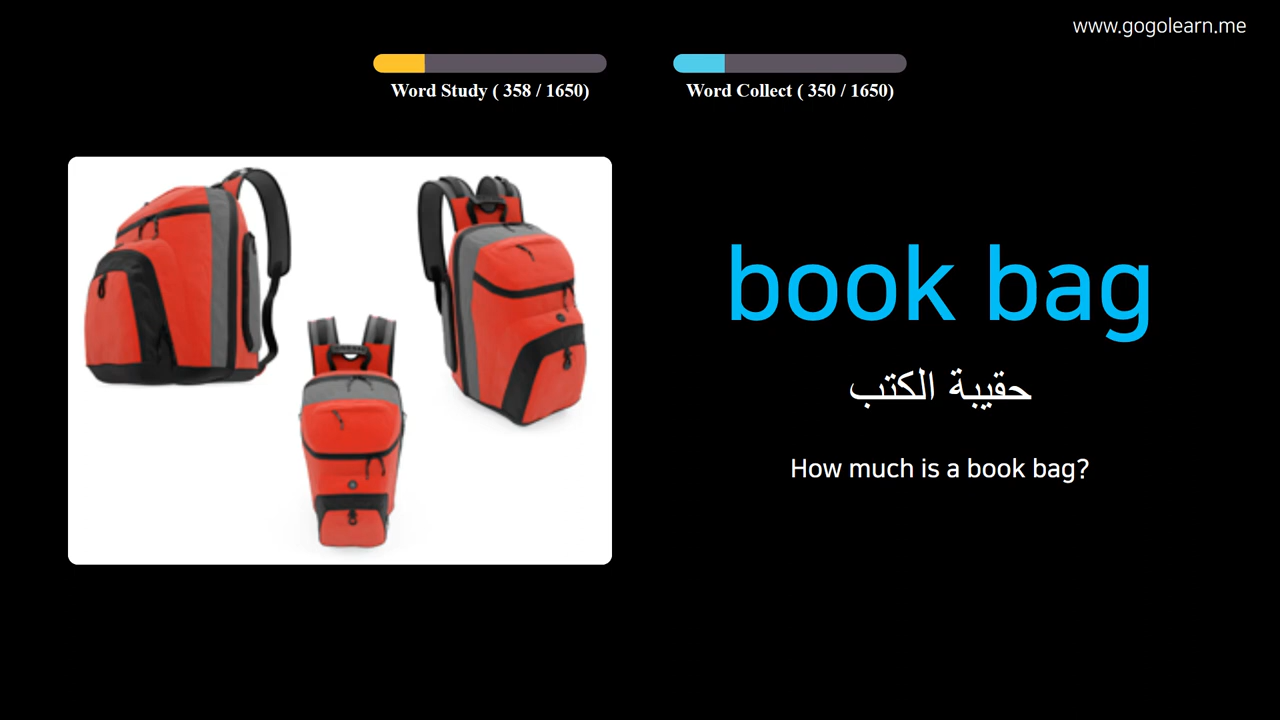 www.gogolearn.me
Word Study ( 358 / 1650)
Word Collect ( 350 / 1650)
book bag
حقيبة الكتب
How much is a book bag?